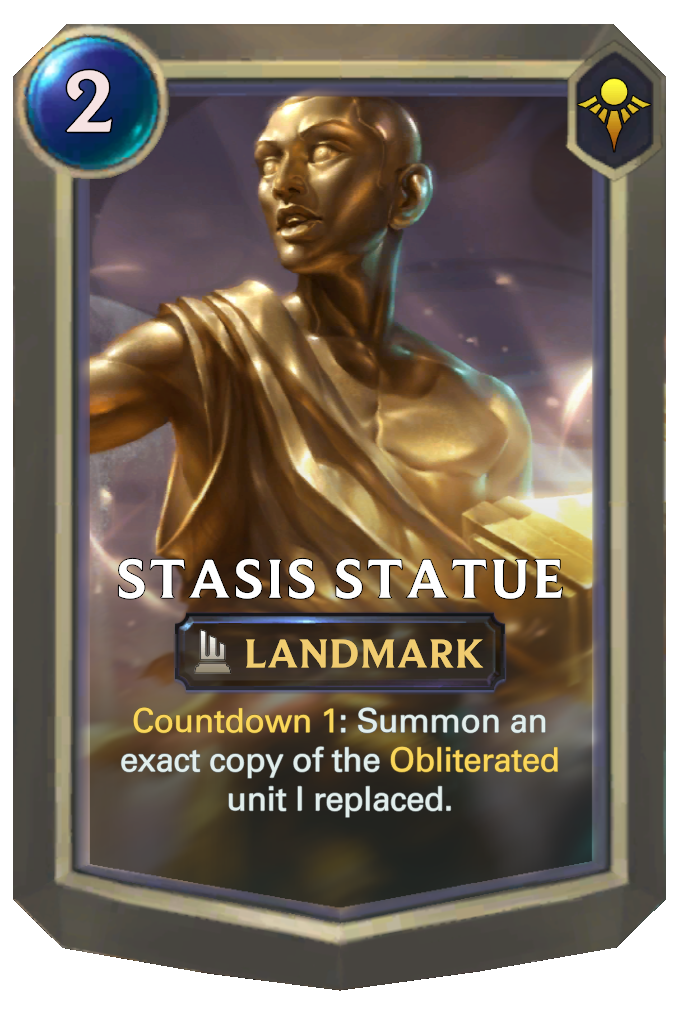 2
STASIS STATUE
LANDMARK
Countdown 1: Summon an
exact copy of the Obliterated
unit I replaced.